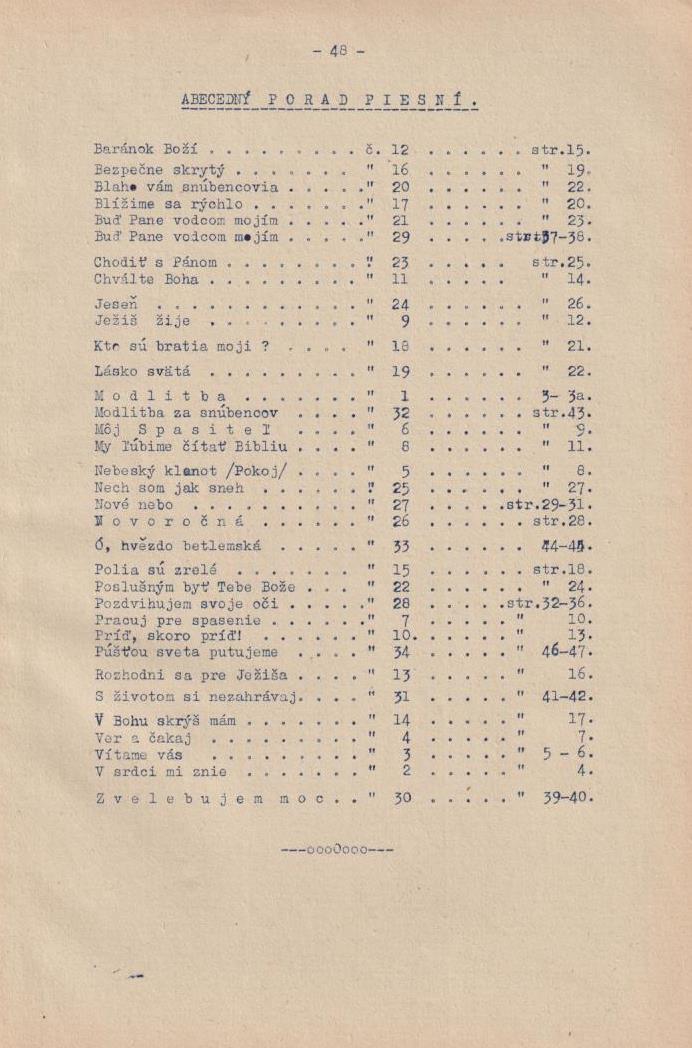 - 48 -
ABECEDNÝ PORAD PIESNÍ.
Baránok Boží . . . . . . . . . č. 12 . . . . . . str.15.
Bezpečne skrytý . . . . . . . " 16 . . . . . . " 19.
Blaho vám snúbencovia . . . . ." 20 . . . . . . " 22.
Blížime sa rýchlo . . . . . . ." 17 . . . . . . " 20.
Buď Pane vodcom mojím . . . . ." 21 . . . . . . " 23.
Buď Pane vodcom mojím . . . . ." 29 . . . . .str37-38.
Chodiť s Pánom . . . . . . . . " 23 . . . . . str.25.
Chválte Boha . . . . . . . . . " 11 . . . . . . " 14.
Jeseň . . . . . . . . . . . . " 24 . . . . . . " 26.
Ježiš žije . . . . . . . . . " 9 . . . . . . " 12.
Kto sú bratia moji ? . . . . " 18 . . . . . . " 21.
Lásko svätá . . . . . . . . . " 19 . . . . . . " 22.
M o d l i t b a . . . . . . . " 1 . . . . . . 3- 3a.
Modlitba za snúbencov . . . . " 32 . . . . . . str.43.
Môj S p a s i t e ľ . . . . " 6 . . . . . . " 9.
My ľúbime čítať Bibliu . . . . " 8 . . . . . . " 11.
Nebeský klenot /Pokoj/ . . . . " 5 . . . . . . " 8.
Nech som jak sneh . . . . . . " 25 . . . . . . " 27.
Nové nebo . . . . . . . . . . " 27 . . . . .str.29-31.
N o v o r o č n á . . . . . . " 26 . . . . . . str.28.
Ó, hvězdo betlemská . . . . . " 33 . . . . . . 44-45.
Polia sú zrelé . . . . . . . " 15 . . . . . . str.18.
Poslušným byť Tebe Bože . . . " 22 . . . . . . " 24.
Pozdvihujem svoje oči . . . . ." 28 . . . . .str.32-36.
Pracuj pre spasenie . . . . . ." 7 . . . . . " 10.
Príď, skoro príď! . . . . . . " 10. . . . . . " 13.
Púšťou sveta putujeme . . . . " 34 . . . . . " 46-47.
Rozhodni sa pre Ježiša . . . . " 13 . . . . . " 16.
S životom si nezahrávaj. . . . " 31 . . . . . " 41-42.
V Bohu skrýš mám . . . . . . . " 14 . . . . . " 17.
Ver a čakaj . . . . . . . . . " 4 . . . . . " 7.
Vítame vás . . . . . . . . . " 3 . . . . . " 5 - 6.
V srdci mi znie . . . . . . . " 2 . . . . . " 4.
Z v e l e b u j e m m o c . . " 30 . . . . . " 39-40.
---oooOooo---